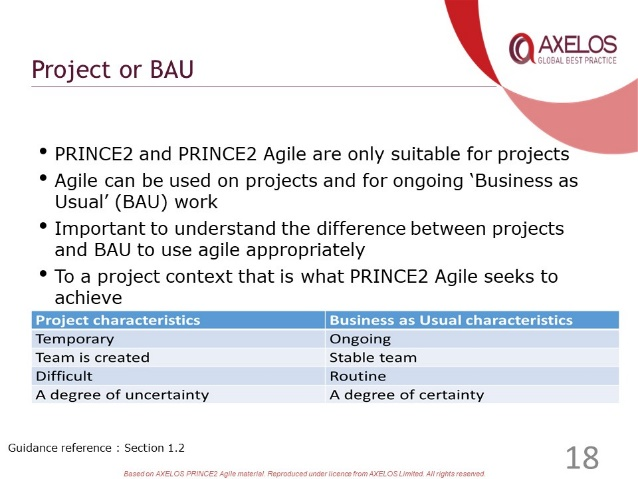 AXELOS
GLOBAL BEST PRACTICE
Project or BAU
• PRINCE2 and PRINCE2 Agile are only suitable for projects
• Agile can be used on projects and for ongoing ‘Business as
Usual’ (BAU) work
• Important to understand the difference between projects
and BAU to use agile appropriately
• To a project context that is what PRINCE2 Agile seeks to
achieve
Project characteristics Business as Usual characteristics
Temporary Ongoing
Team is created Stable team
Difficult Routine
A degree of uncertainty A degree of certainty
Guidance reference : Section 1.2
18
Based on AXELOS PRINCE2 Agile material. Reproduced under licence from AXELOS Limited. All rights reserved.